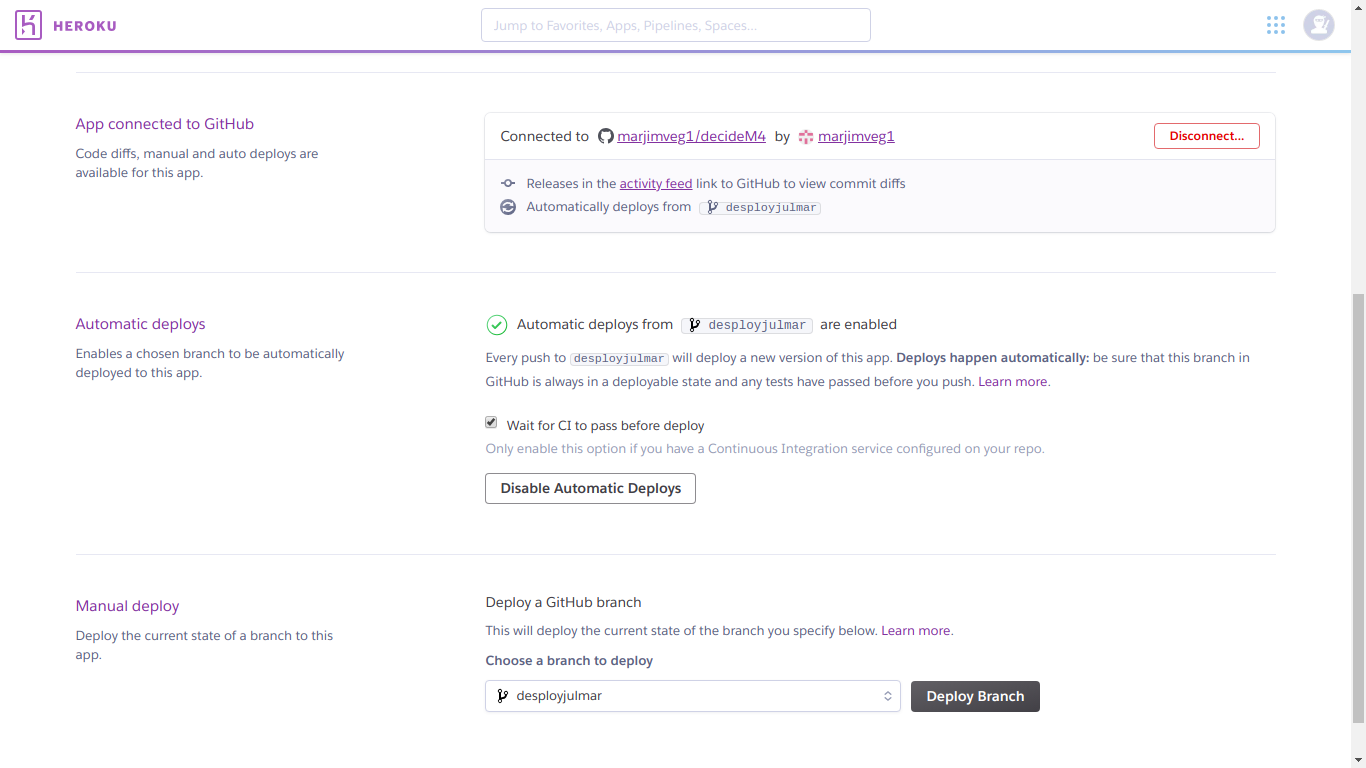 HEROKU
Jump to Favorites, Apps, Pipelines, Spaces...
App connected to GitHub
Code diffs, manual and auto deploys are
available for this app.
Connected to marjimveg1/decideM4 by marjimveg1
Disconnect...
Releases in the activity feed link to GitHub to view commit diffs
Automatically deploys from desployjulmar
Automatic deploys
Enables a chosen branch to be automatically
deployed to this app.
Automatic deploys from desployjulmar are enabled
Every push to desployjulmar will deploy a new version of this app. Deploys happen automatically: be sure that this branch in
GitHub is always in a deployable state and any tests have passed before you push. Learn more.
Wait for CI to pass before deploy
Only enable this option if you have a Continuous Integration service configured on your repo.
Disable Automatic Deploys
Manual deploy
Deploy the current state of a branch to this
app.
Deploy a GitHub branch
This will deploy the current state of the branch you specify below. Learn more.
Choose a branch to deploy
desployjulmar
Deploy Branch